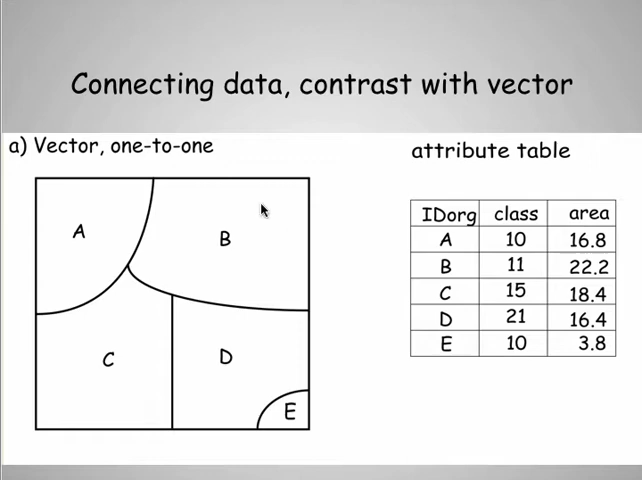 Connecting data, contrast with vector
a) Vector, one-to-one
attribute table
A
B
C
D
E
IDorg class area
A 10 16.8
B 11 22.2
C 15 18.4
D 21 16.4
E 10 3.8